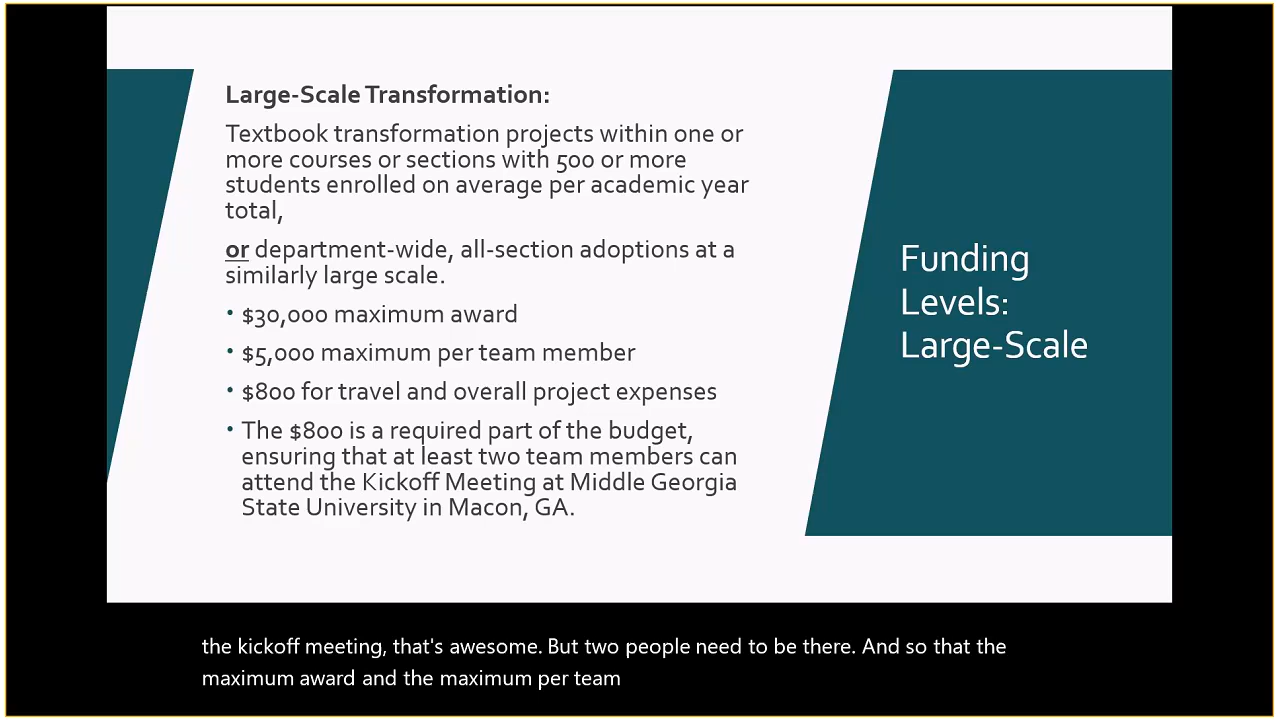 Large-Scale Transformation:
Textbook transformation projects within one or
more courses or sections with 500 or more
students enrolled on average per academic year
total,
or department-wide, all-section adoptions at a
similarly large scale.
• $30,000 maximum award
• $5,000 maximum per team member
• $800 for travel and overall project expenses
• The $800 is a required part of the budget,
ensuring that at least two team members can
attend the Kickoff Meeting at Middle Georgia
State University in Macon, GA.
Funding
Levels:
Large-Scale
the kickoff meeting, that's awesome. But two people need to be there. And so that the
maximum award and the maximum per team